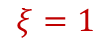 ξ = 1